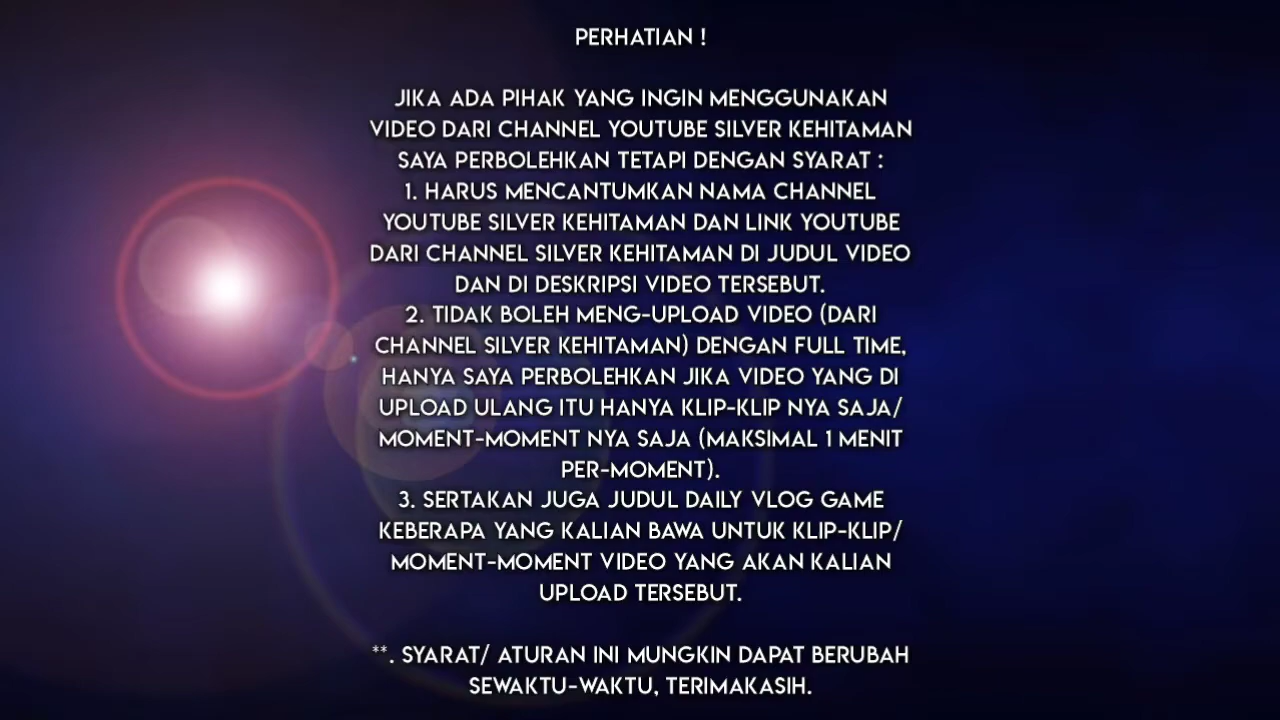 PERHATIAN !
JIKA ADA PIHAK YANG INGIN MENGGUNAKAN
VIDEO DARI CHANNEL YOUTUBE SILVER KEHITAMAN
SAYA PERBOLEHKAN TETAPI DENGAN SYARAT :
1. HARUS MENCANTUMKAN NAMA CHANNEL
YOUTUBE SILVER KEHITAMAN DAN LINK YOUTUBE
DARI CHANNEL SILVER KEHITAMAN DI JUDUL VIDEO
DAN DI DESKRIPSI VIDEO TERSEBUT.
2. TIDAK BOLEH MENG-UPLOAD VIDEO (DARI
CHANNEL SILVER KEHITAMAN) DENGAN FULL TIME,
HANYA SAYA PERBOLEHKAN JIKA VIDEO YANG DI
UPLOAD ULANG ITU HANYA KLIP-KLIP NYA SAJA/
MOMENT-MOMENT NYA SAJA (MAKSIMAL 1 MENIT
PER-MOMENT).
3. SERTAKAN JUGA JUDUL DAILY VLOG GAME
KEBERAPA YANG KALIAN BAWA UNTUK KLIP-KLIP/
MOMENT-MOMENT VIDEO YANG AKAN KALIAN
UPLOAD TERSEBUT.
**. SYARAT/ ATURAN INI MUNGKIN DAPAT BERUBAH
SEWAKTU-WAKTU, TERIMAKASIH.